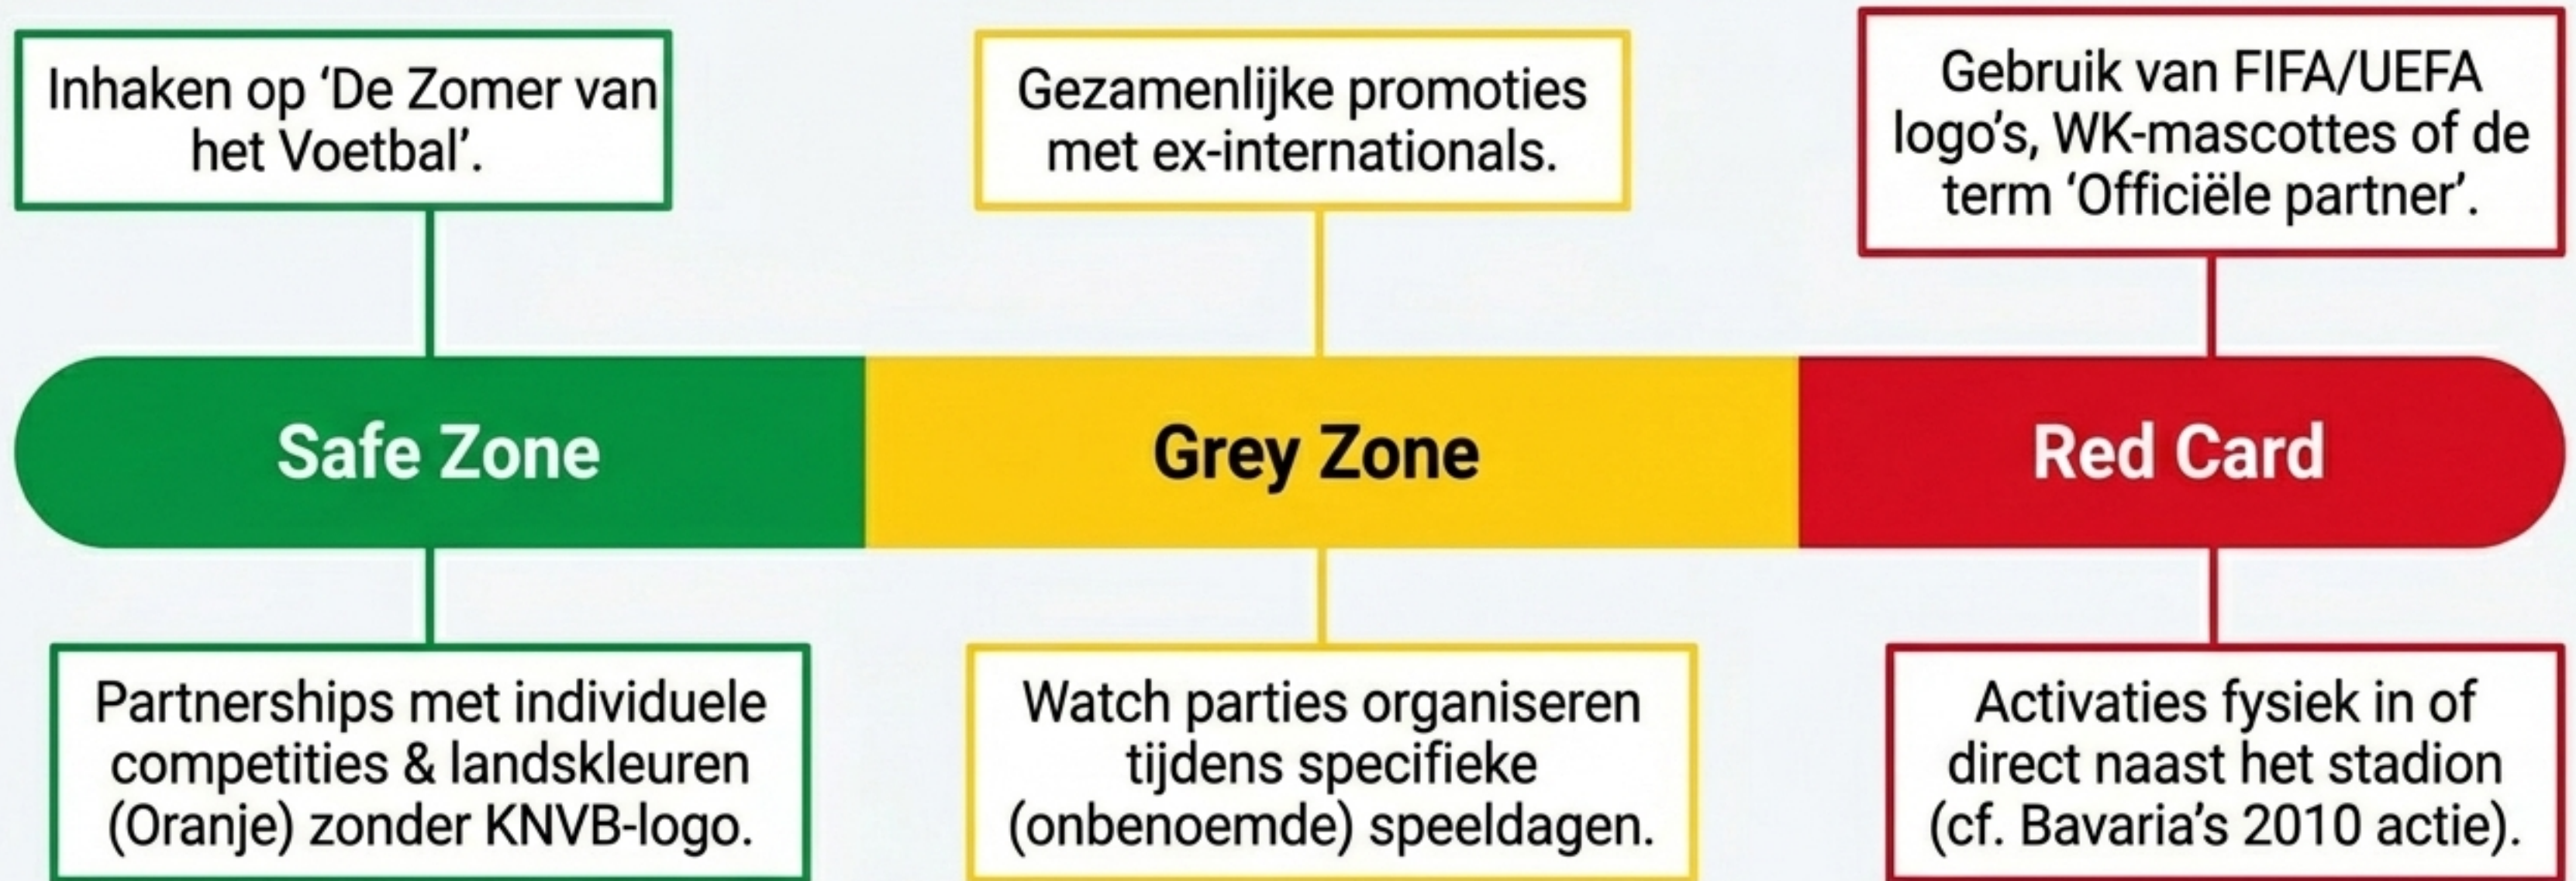 Inhaken op ‘De Zomer van
het Voetbal’.
Gezamenlijke promoties
met ex-internationals.
Gebruik van FIFA/UEFA
logo’s, WK-mascottes of de
term ‘Officiële partner’.
Safe Zone
Grey Zone
Red Card
Partnerships met individuele
competities & landskleuren
(Oranje) zonder KNVB-logo.
Watch parties organiseren
tijdens specifieke
(onbenoemde) speeldagen.
Activaties fysiek in of
direct naast het stadion
(cf. Bavaria’s 2010 actie).